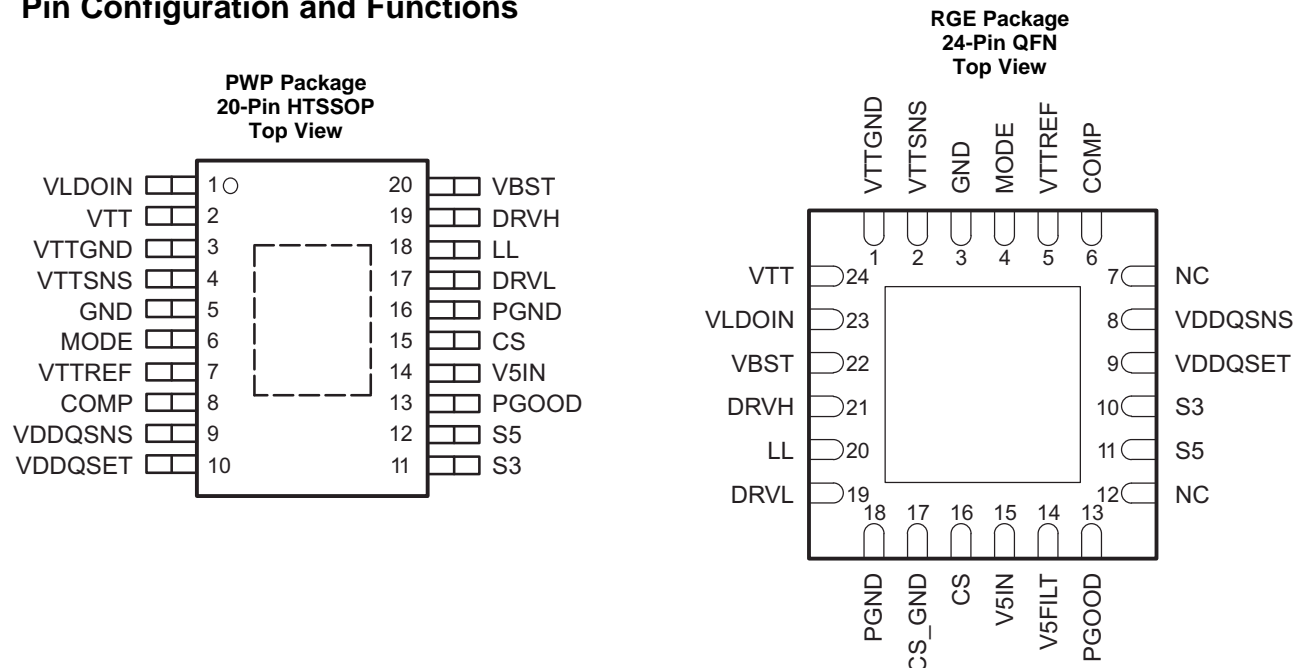 Pin Configuration and Functions
PWP Package
20-Pin HTSSOP
Top View
VLDOIN 1 20 VBST
VTT 2 19 DRVH
VTTGND 3 18 LL
VTTSNS 4 17 DRVL
GND 5 16 PGND
MODE 6 15 CS
VTTREF 7 14 V5IN
COMP 8 13 PGOOD
VDDQSNS 9 12 S5
VDDQSET 10 11 S3
RGE Package
24-Pin QFN
Top View
VTTGND VTTSNS GND MODE VTTREF COMP
1 2 3 4 5 6
VTT 24 7 NC
VLDOIN 23 8 VDDQSNS
VBST 22 9 VDDQSET
DRVH 21 10 S3
LL 20 11 S5
DRVL 19 12 NC
18 17 16 15 14 13
PGND CS_GND CS V5IN V5FILT PGOOD